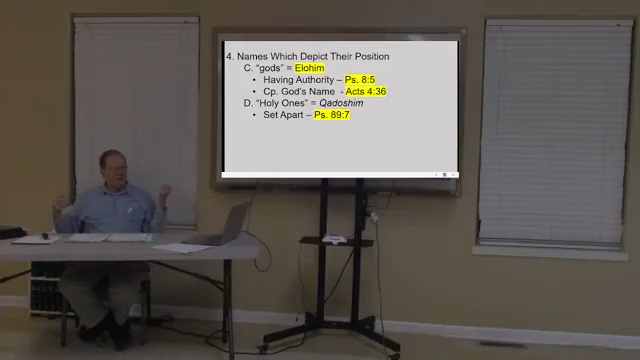 4. Names Which Depict Their Position
C. “gods” = Elohim
• Having Authority – Ps. 8:5
• Cp. God’s Name - Acts 4:36
D. “Holy Ones” = Qadoshim
• Set Apart – Ps. 89:7